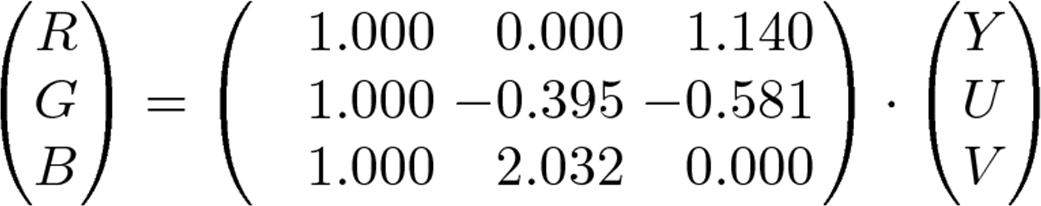 R 1.000 0.000 1.140 Y
G = 1.000 −0.395 −0.581 · U
B 1.000 2.032 0.000 V